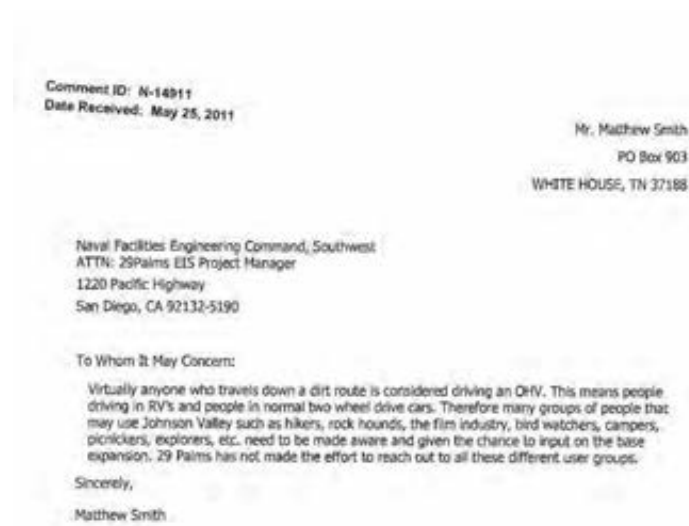 Comment ID: N-14911
Date Received: May 25, 2011
Mr. Matthew Smith
PO Box 903
WHITE HOUSE, TN 37188
Naval Facilities Engineering Command, Southwest
ATTN: 29Palms EIS Project Manager
1220 Pacific Highway
San Diego, CA 92132-5190
To Whom It May Concern:
Virtually anyone who travels down a dirt route is considered driving an OHV. This means people
driving in RV's and people in normal two wheel drive cars. Therefore many groups of people that
may use Johnson Valley such as hikers, rock hounds, the film industry, bird watchers, campers,
picnickers, explorers, etc. need to be made aware and given the chance to input on the base
expansion. 29 Palms has not made the effort to reach out to all these different user groups.
Sincerely,
Matthew Smith